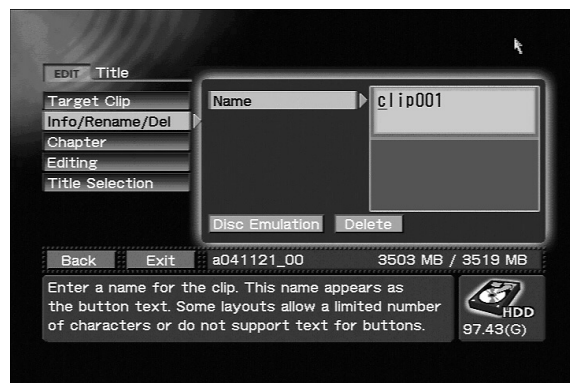 EDIT Title
Target Clip
Info/Rename/Del
Chapter
Editing
Title Selection
Name
clip001
Disc Emulation Delete
Back Exit a041121_00 3503 MB / 3519 MB
Enter a name for the clip. This name appears as
the button text. Some layouts allow a limited number
of characters or do not support text for buttons.
HDD
97.43(G)